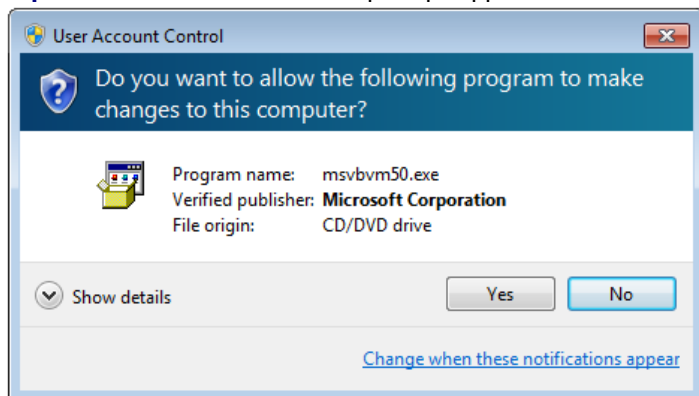 User Account Control
Do you want to allow the following program to make
changes to this computer?
Program name: msvbvm50.exe
Verified publisher: Microsoft Corporation
File origin: CD/DVD drive
Show details
Yes
No
Change when these notifications appear